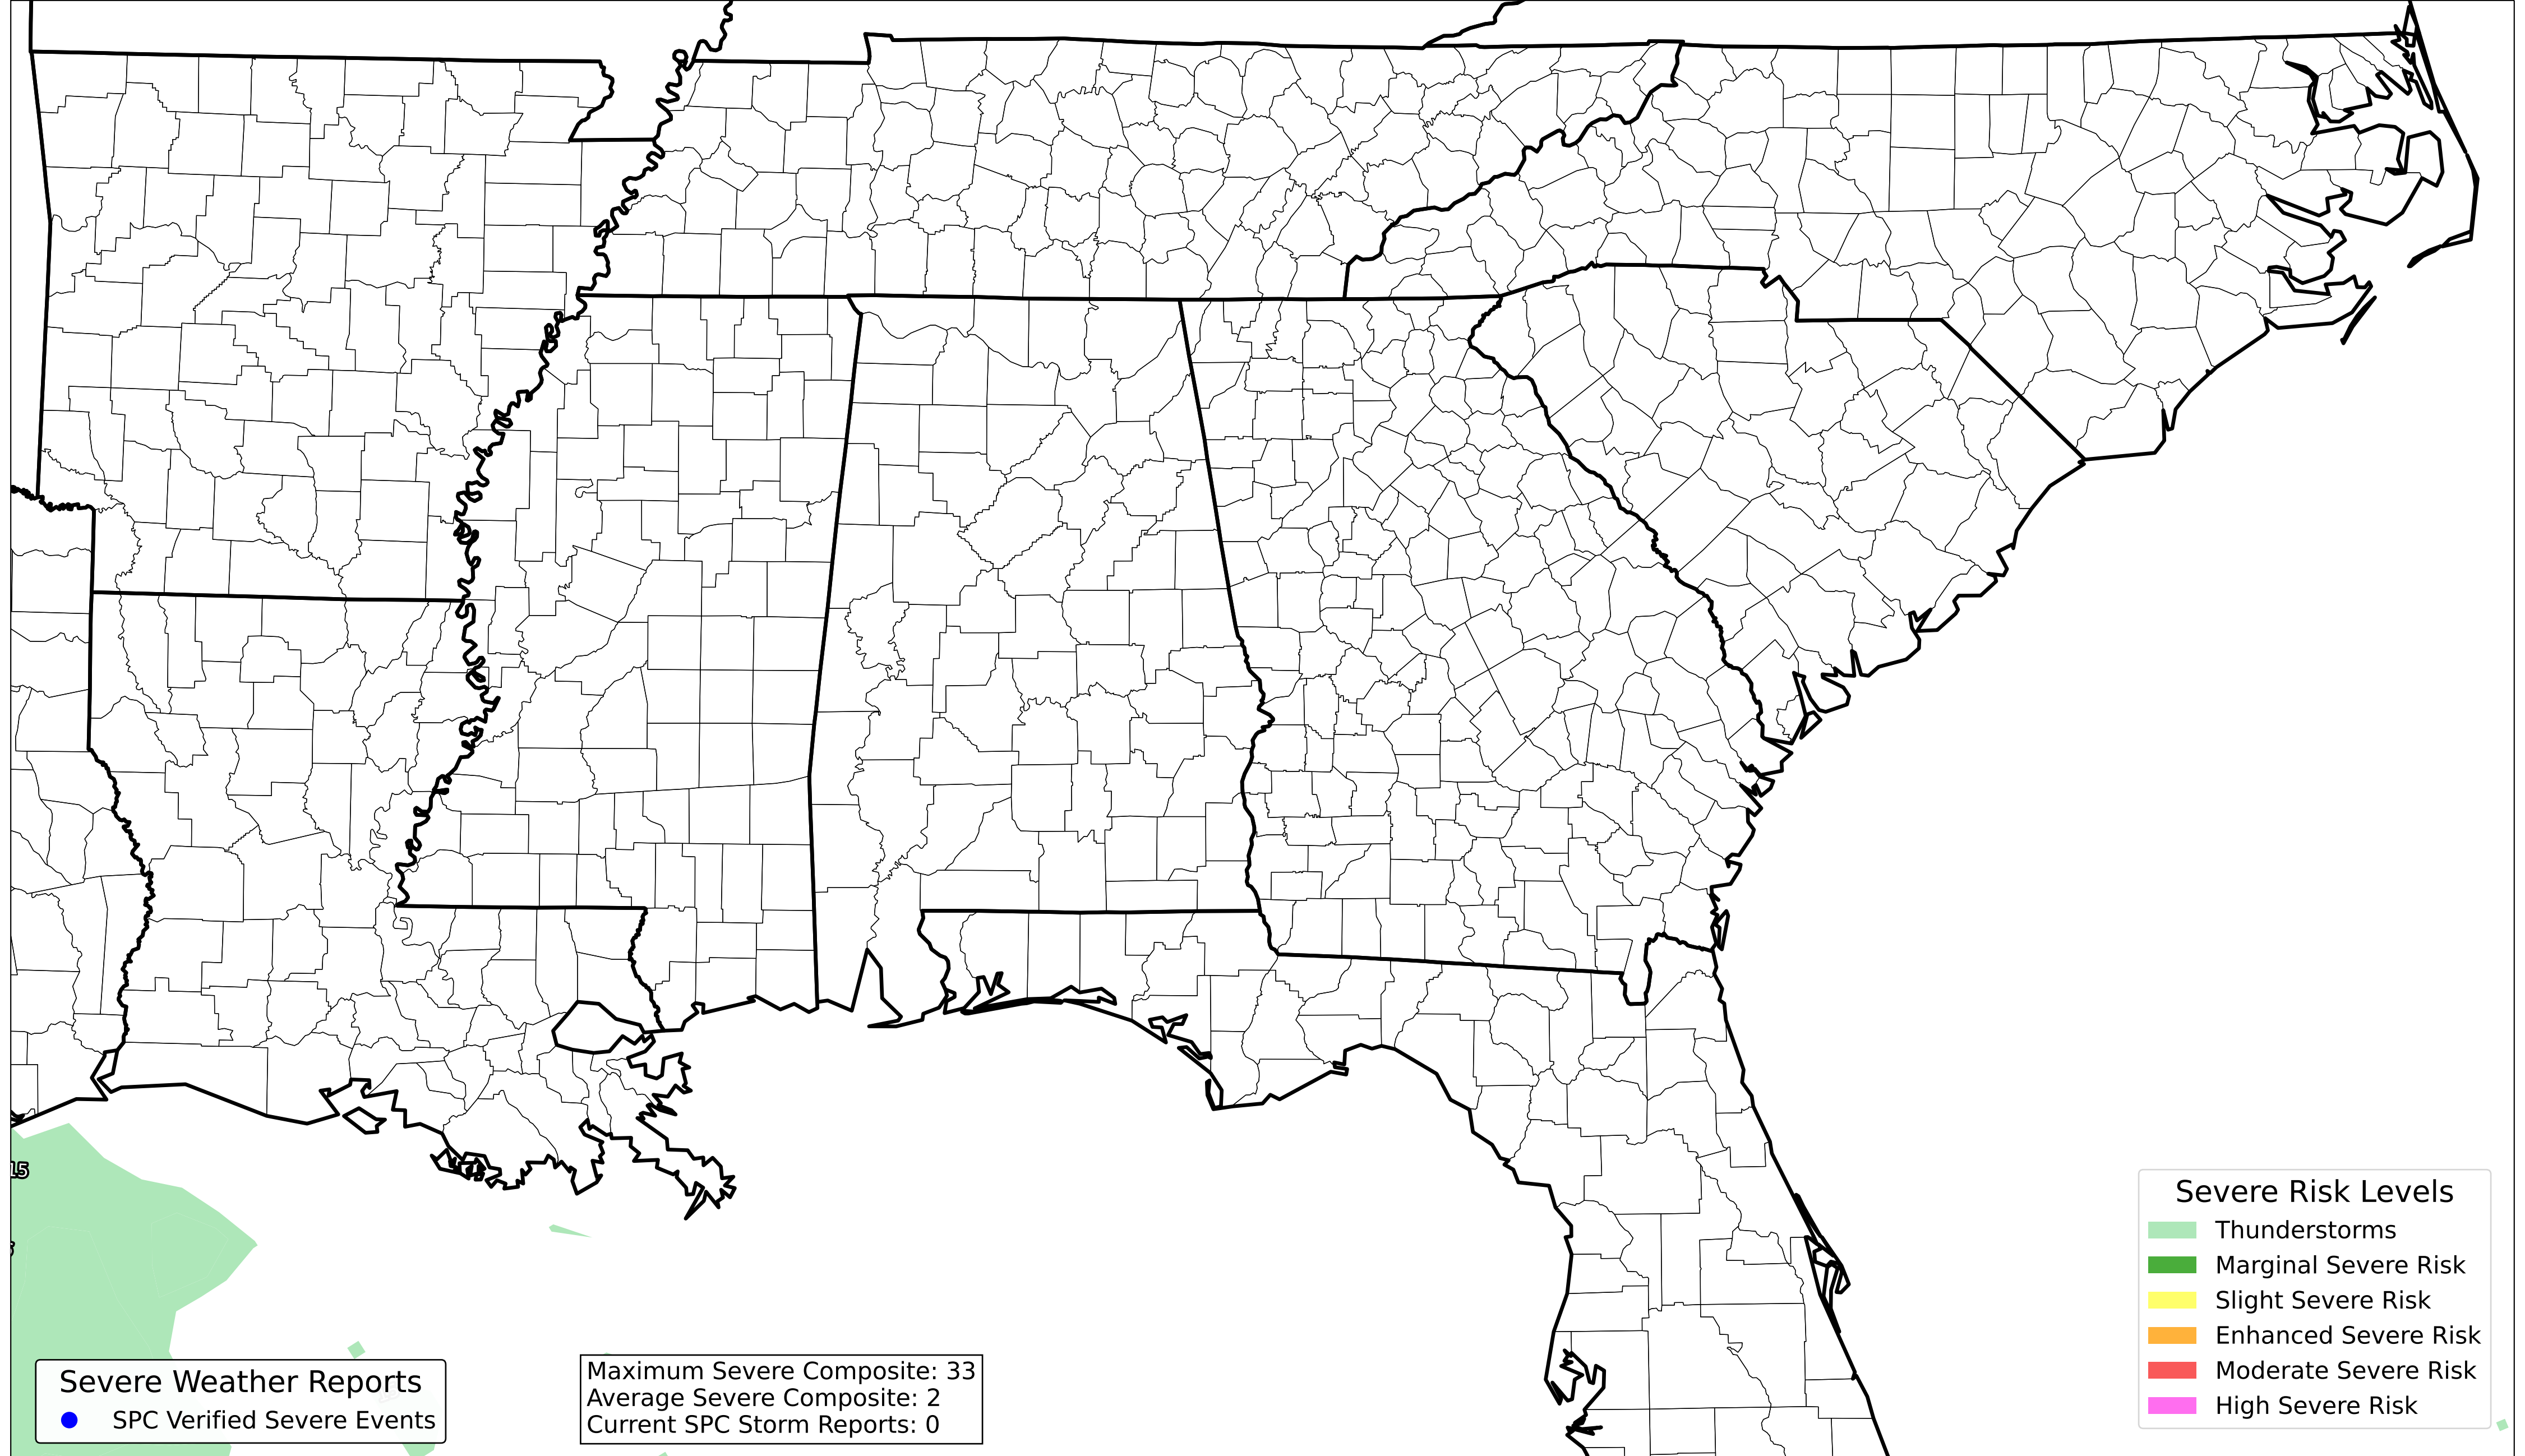 15
Severe Weather Reports
SPC Verified Severe Events
Maximum Severe Composite: 33
Average Severe Composite: 2
Current SPC Storm Reports: 0
Severe Risk Levels
Thunderstorms
Marginal Severe Risk
Slight Severe Risk
Enhanced Severe Risk
Moderate Severe Risk
High Severe Risk